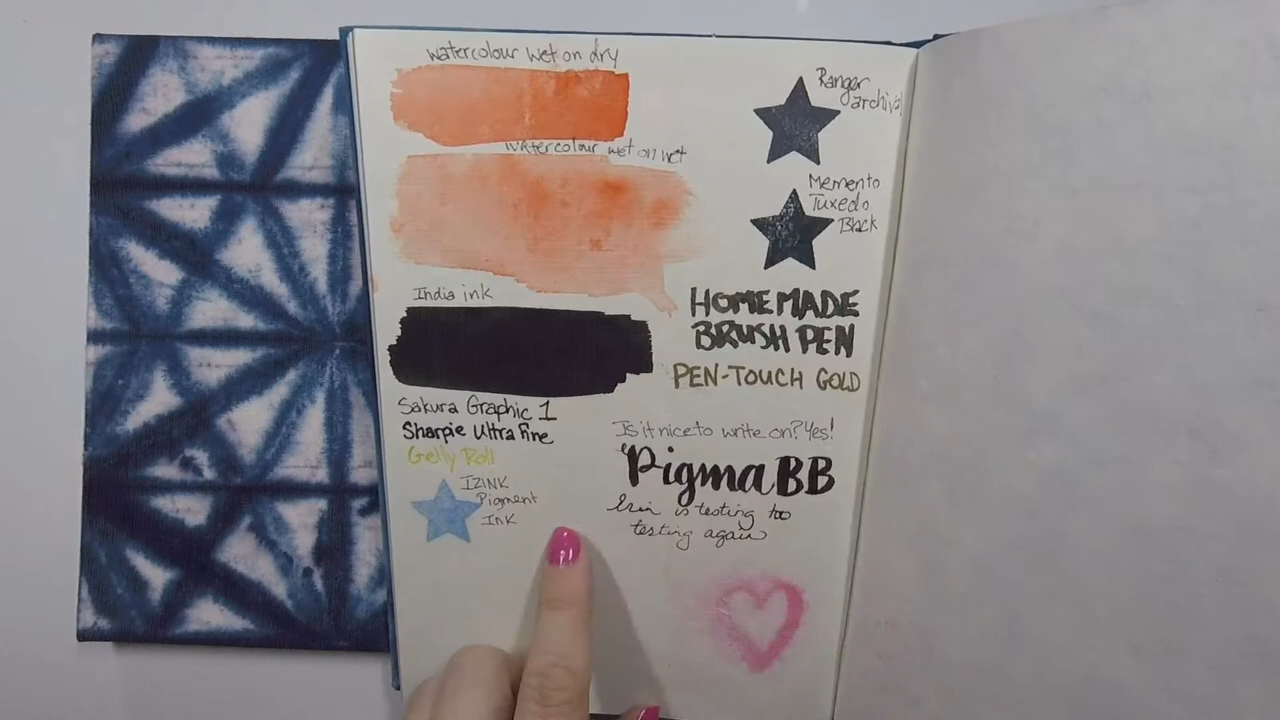 watercolour wet on dry
watercolour wet on wet
India ink
Sakura Graphic 1
Sharpie Ultra Fine
Gelly Roll
IZINK
Pigment
Ink
Ranger
archival
Memento
Tuxedo
Black
HOMEMADE
BRUSH PEN
PEN-TOUCH GOLD
Is it nice to write on? Yes!
Pigma BB
is testing too
testing again